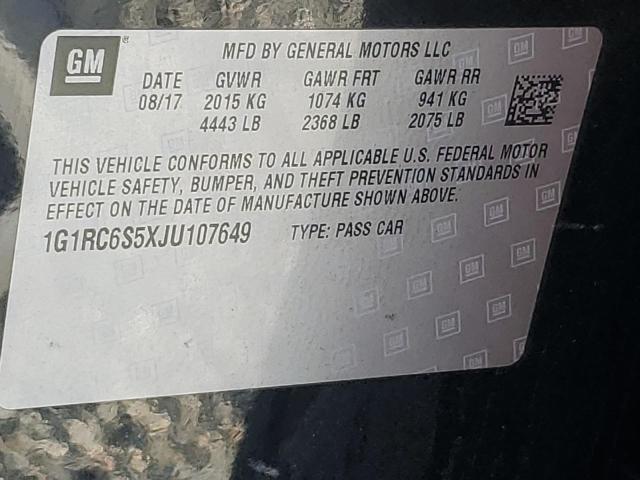 GM ®
MFD BY GENERAL MOTORS LLC
DATE GVWR GAWR FRT GAWR RR
08/17 2015 KG 1074 KG 941 KG
4443 LB 2368 LB 2075 LB
THIS VEHICLE CONFORMS TO ALL APPLICABLE U.S. FEDERAL MOTOR
VEHICLE SAFETY, BUMPER, AND THEFT PREVENTION STANDARDS IN
EFFECT ON THE DATE OF MANUFACTURE SHOWN ABOVE.
1G1RC6S5XJU107649 TYPE: PASS CAR